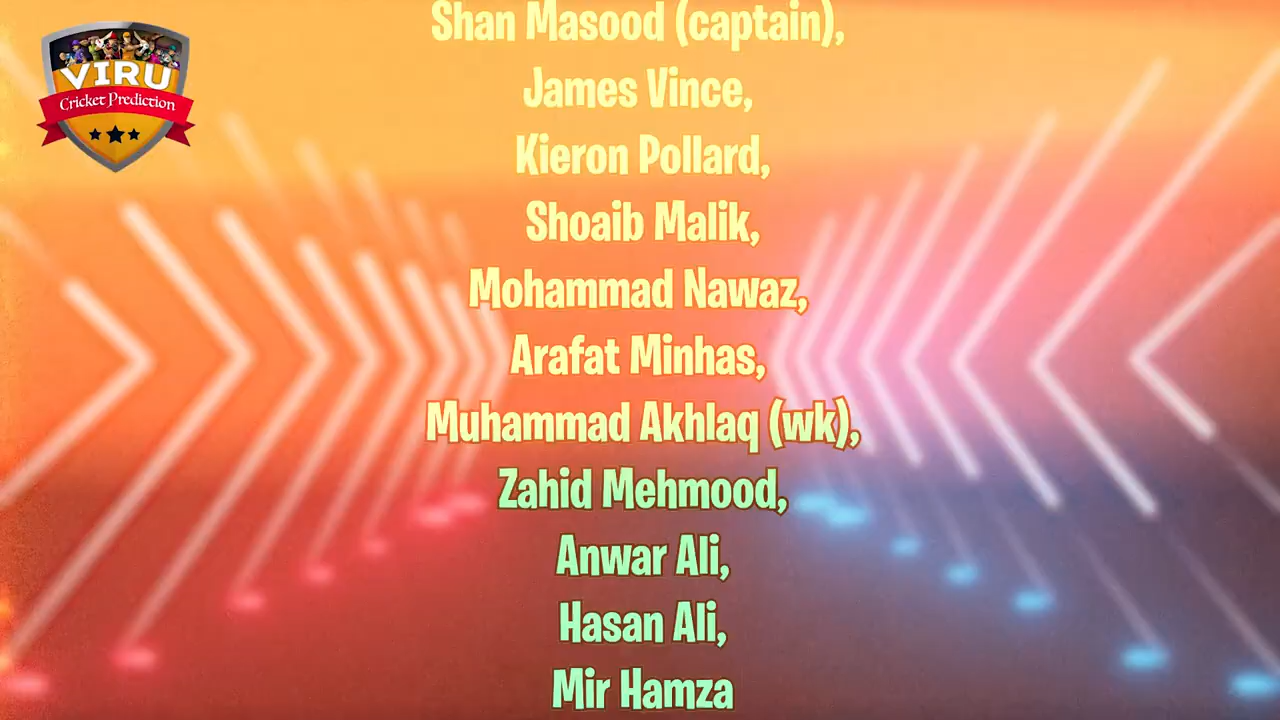 Shan Masood (captain),
VIRU
Cricket Prediction
James Vince,
Kieron Pollard,
Shoaib Malik,
Mohammad Nawaz,
Arafat Minhas,
Muhammad Akhlaq (wk),
Zahid Mehmood,
Anwar Ali,
Hasan Ali,
Mir Hamza